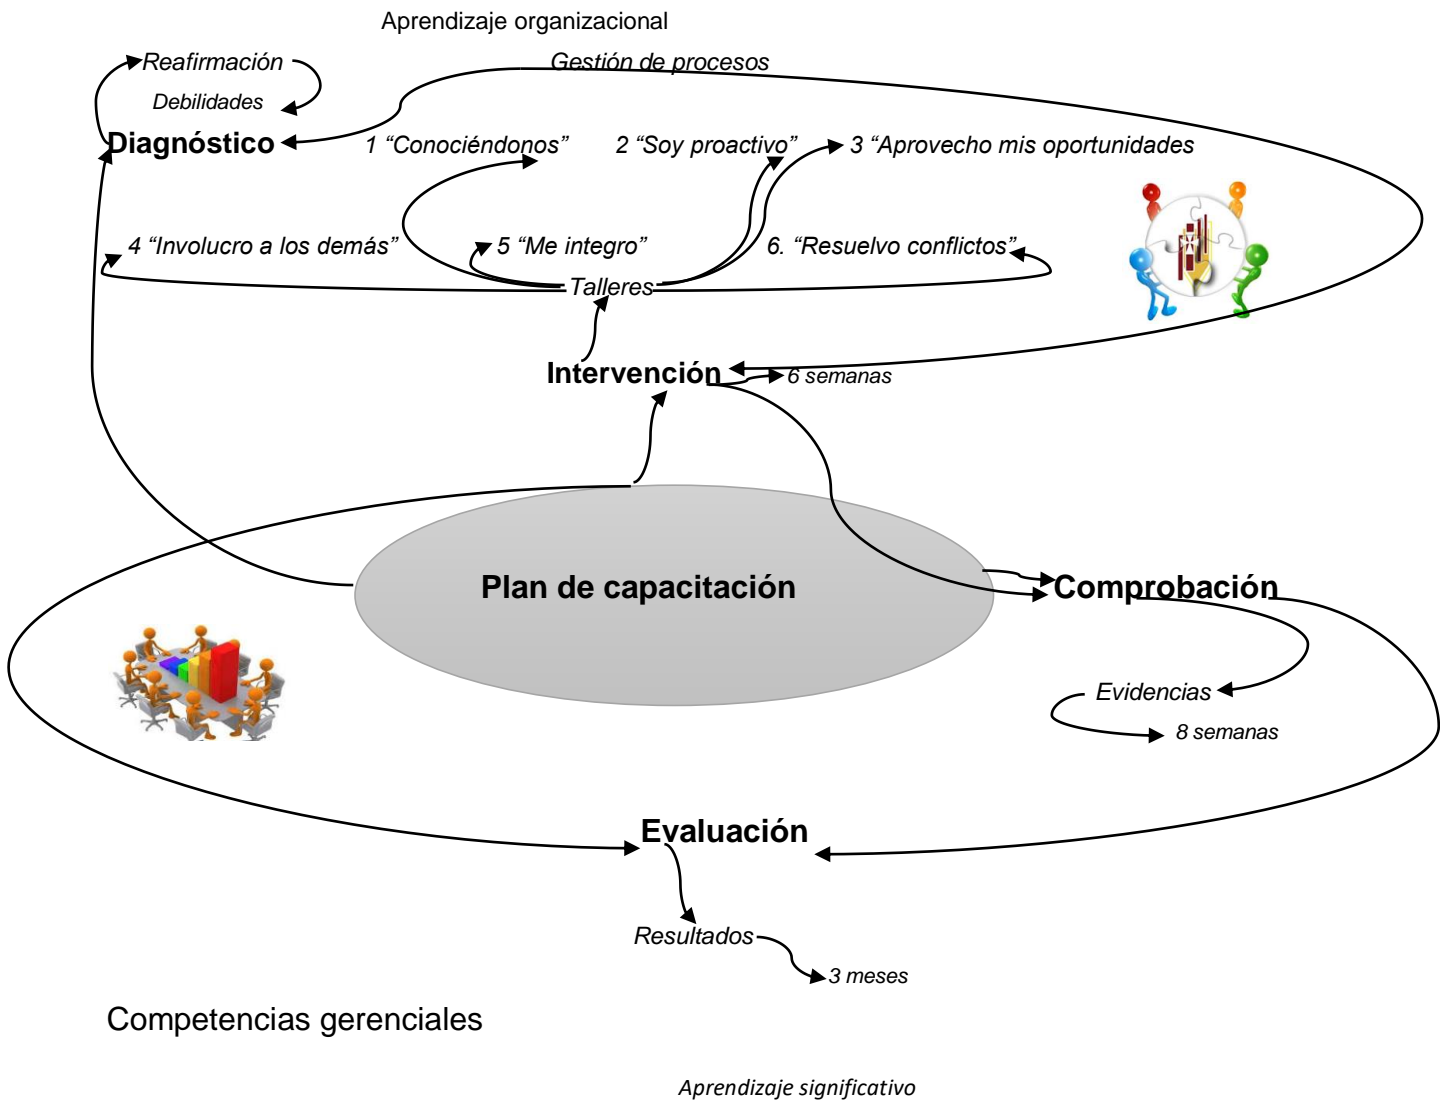 Aprendizaje organizacional
Reafirmación
Gestión de procesos
Debilidades
Diagnóstico
1 “Conociéndonos”
2 “Soy proactivo”
3 “Aprovecho mis oportunidades
4 “Involucro a los demás”
5 “Me integro”
6. “Resuelvo conflictos”
Talleres
Intervención
6 semanas
Plan de capacitación
Comprobación
Evidencias
8 semanas
Evaluación
Resultados
3 meses
Competencias gerenciales
Aprendizaje significativo